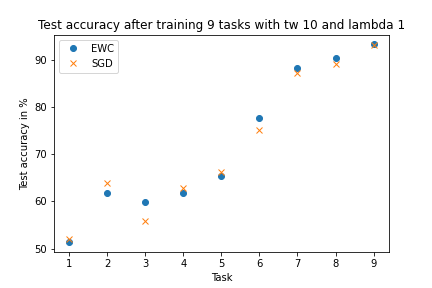 Test accuracy after training 9 tasks with tw 10 and lambda 1
EWC
SGD
Test accuracy in %
90
80
70
60
50
1 2 3 4 5 6 7 8 9
Task